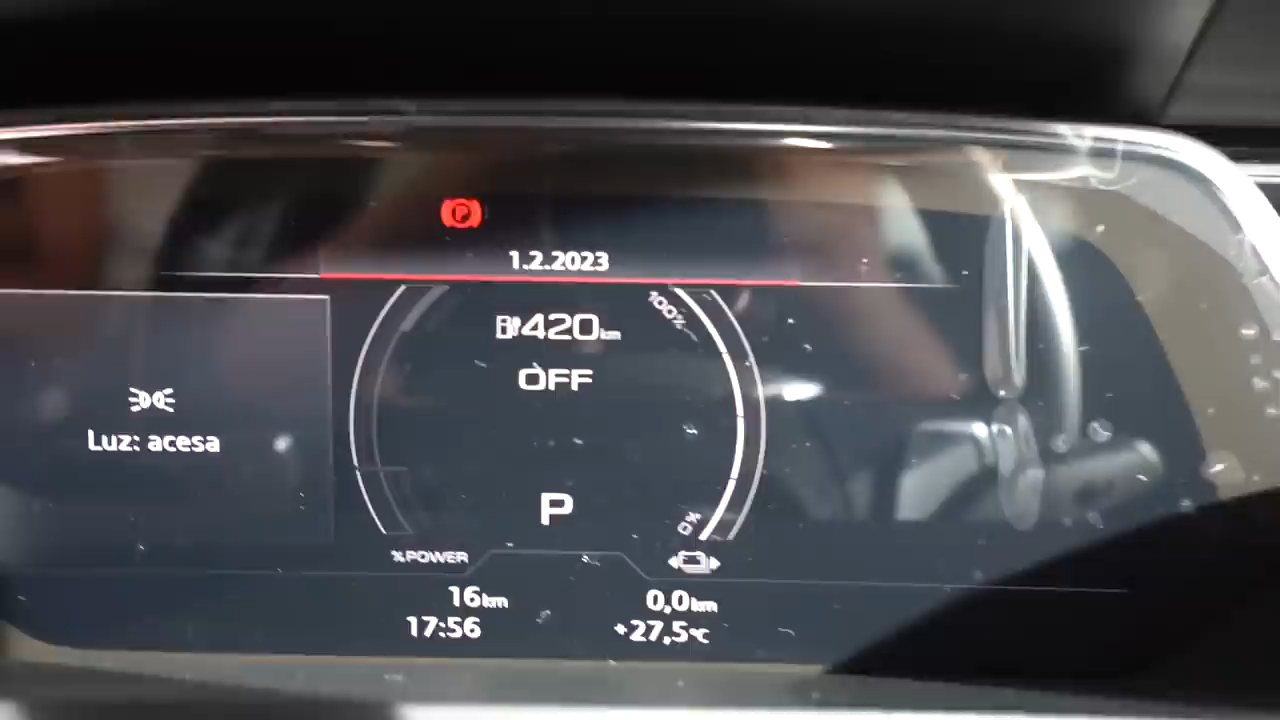 P
1.2.2023
100%
420km
OFF
Luz: acesa
P
0%
%POWER
16km
0,0km
17:56
+27,5°C